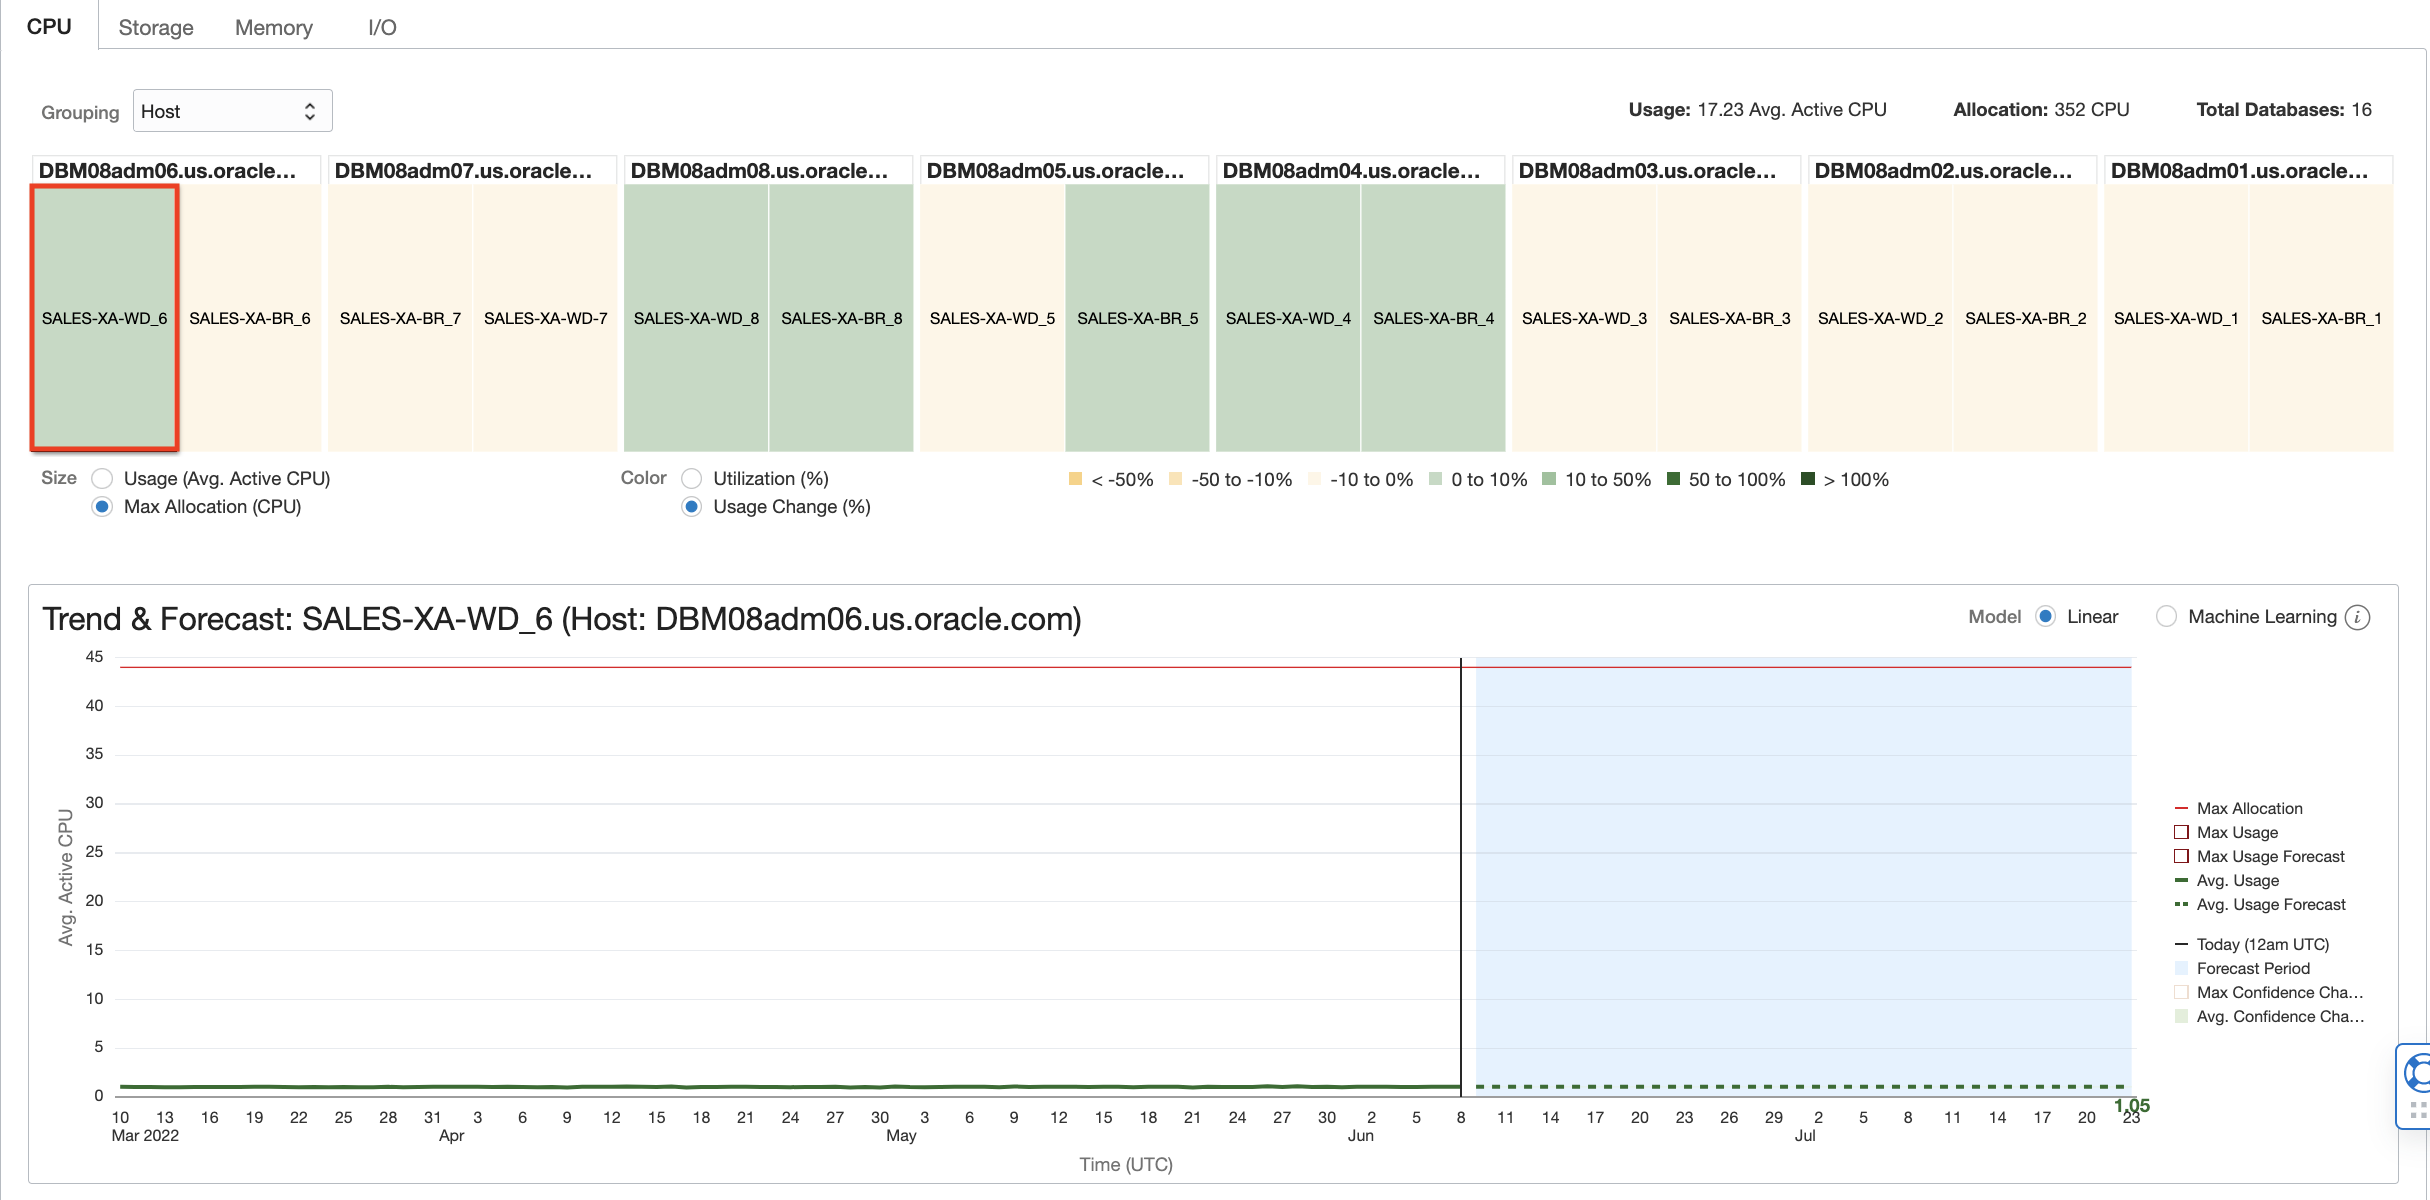 CPU Storage Memory I/O
Grouping Host Usage: 17.23 Avg. Active CPU Allocation: 352 CPU Total Databases: 16
DBM08adm06.us.oracle... DBM08adm07.us.oracle... DBM08adm08.us.oracle... DBM08adm05.us.oracle... DBM08adm04.us.oracle... DBM08adm03.us.oracle... DBM08adm02.us.oracle... DBM08adm01.us.oracle...
SALES-XA-WD_6 SALES-XA-BR_6 SALES-XA-BR_7 SALES-XA-WD-7 SALES-XA-WD_8 SALES-XA-BR_8 SALES-XA-WD_5 SALES-XA-BR_5 SALES-XA-WD_4 SALES-XA-BR_4 SALES-XA-WD_3 SALES-XA-BR_3 SALES-XA-WD_2 SALES-XA-BR_2 SALES-XA-WD_1 SALES-XA-BR_1
Size Usage (Avg. Active CPU) Color Utilization (%) < -50% -50 to -10% -10 to 0% 0 to 10% 10 to 50% 50 to 100% > 100%
Max Allocation (CPU) Usage Change (%)
Trend & Forecast: SALES-XA-WD_6 (Host: DBM08adm06.us.oracle.com) Model Linear Machine Learning i
45
40
35
30
25
20
15
10
5
0
Avg. Active CPU
Max Allocation
Max Usage
Max Usage Forecast
Avg. Usage
Avg. Usage Forecast
Today (12am UTC)
Forecast Period
Max Confidence Cha...
Avg. Confidence Cha...
1.05
10 13 16 19 22 25 28 31 3 6 9 12 15 18 21 24 27 30 3 6 9 12 15 18 21 24 27 30 2 5 8 11 14 17 20 23 26 29 2 5 8 11 14 17 20 23
Mar 2022 Apr May Jun Jul
Time (UTC)